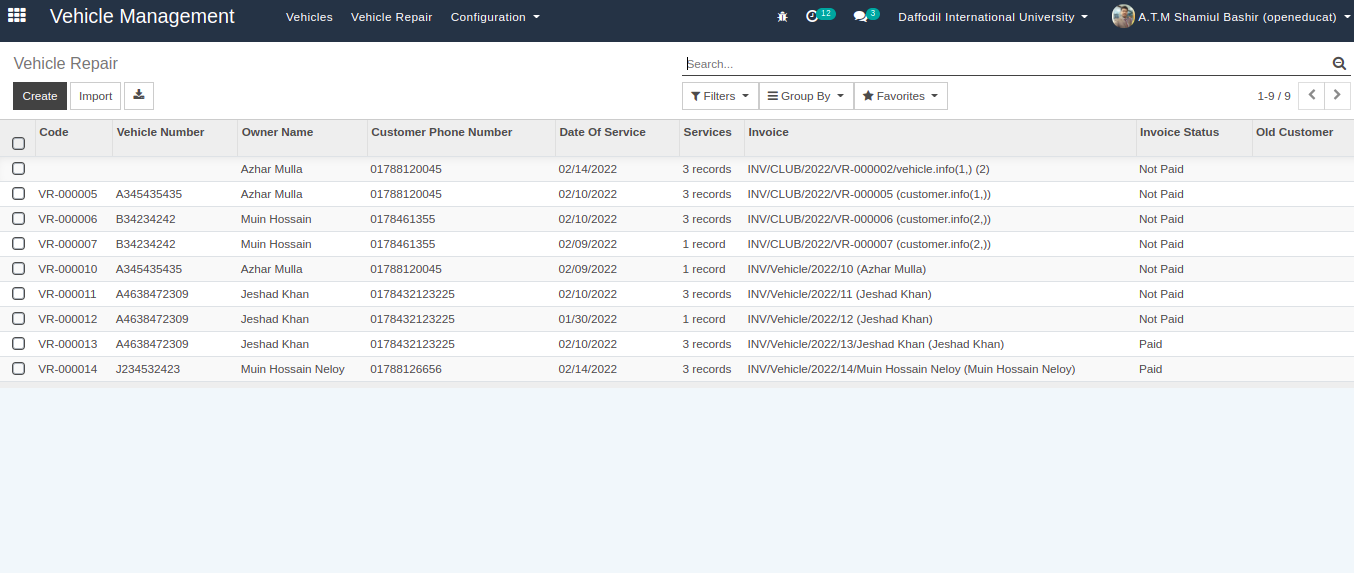 Vehicle Management Vehicles Vehicle Repair Configuration 12 3 Daffodil International University A.T.M Shamiul Bashir (openeducat)
Vehicle Repair Search...
Create Import Filters Group By Favorites 1-9 / 9
Code Vehicle Number Owner Name Customer Phone Number Date Of Service Services Invoice Invoice Status Old Customer
Azhar Mulla 01788120045 02/14/2022 3 records INV/CLUB/2022/VR-000002/vehicle.info(1,) (2) Not Paid
VR-000005 A345435435 Azhar Mulla 01788120045 02/10/2022 3 records INV/CLUB/2022/VR-000005 (customer.info(1,)) Not Paid
VR-000006 B34234242 Muin Hossain 0178461355 02/10/2022 3 records INV/CLUB/2022/VR-000006 (customer.info(2,)) Not Paid
VR-000007 B34234242 Muin Hossain 0178461355 02/09/2022 1 record INV/CLUB/2022/VR-000007 (customer.info(2,)) Not Paid
VR-000010 A345435435 Azhar Mulla 01788120045 02/09/2022 1 record INV/Vehicle/2022/10 (Azhar Mulla) Not Paid
VR-000011 A4638472309 Jeshad Khan 0178432123225 02/10/2022 3 records INV/Vehicle/2022/11 (Jeshad Khan) Not Paid
VR-000012 A4638472309 Jeshad Khan 0178432123225 01/30/2022 1 record INV/Vehicle/2022/12 (Jeshad Khan) Not Paid
VR-000013 A4638472309 Jeshad Khan 0178432123225 02/10/2022 3 records INV/Vehicle/2022/13/Jeshad Khan (Jeshad Khan) Paid
VR-000014 J234532423 Muin Hossain Neloy 01788126656 02/14/2022 3 records INV/Vehicle/2022/14/Muin Hossain Neloy (Muin Hossain Neloy) Paid